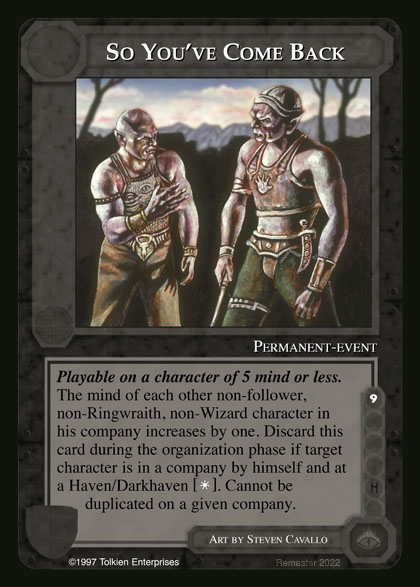 So You've Come Back
Permanent-event
Playable on a character of 5 mind or less.
The mind of each other non-follower,
non-Ringwraith, non-Wizard character in
his company increases by one. Discard this
card during the organization phase if target
character is in a company by himself and at
a Haven/Darkhaven [☀]. Cannot be
duplicated on a given company.
9
H
Art by Steven Cavallo
©1997 Tolkien Enterprises
Remaster 2022